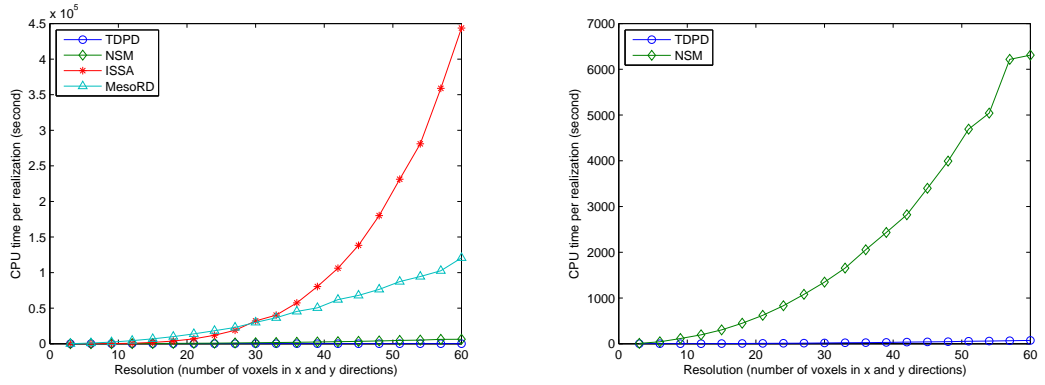 x 10^5
4.5
4
3.5
3
2.5
2
1.5
1
0.5
0
0 10 20 30 40 50 60
CPU time per realization (second)
Resolution (number of voxels in x and y directions)
TDPD
NSM
ISSA
MesoRD
7000
6000
5000
4000
3000
2000
1000
0
0 10 20 30 40 50 60
CPU time per realization (second)
Resolution (number of voxels in x and y directions)
TDPD
NSM